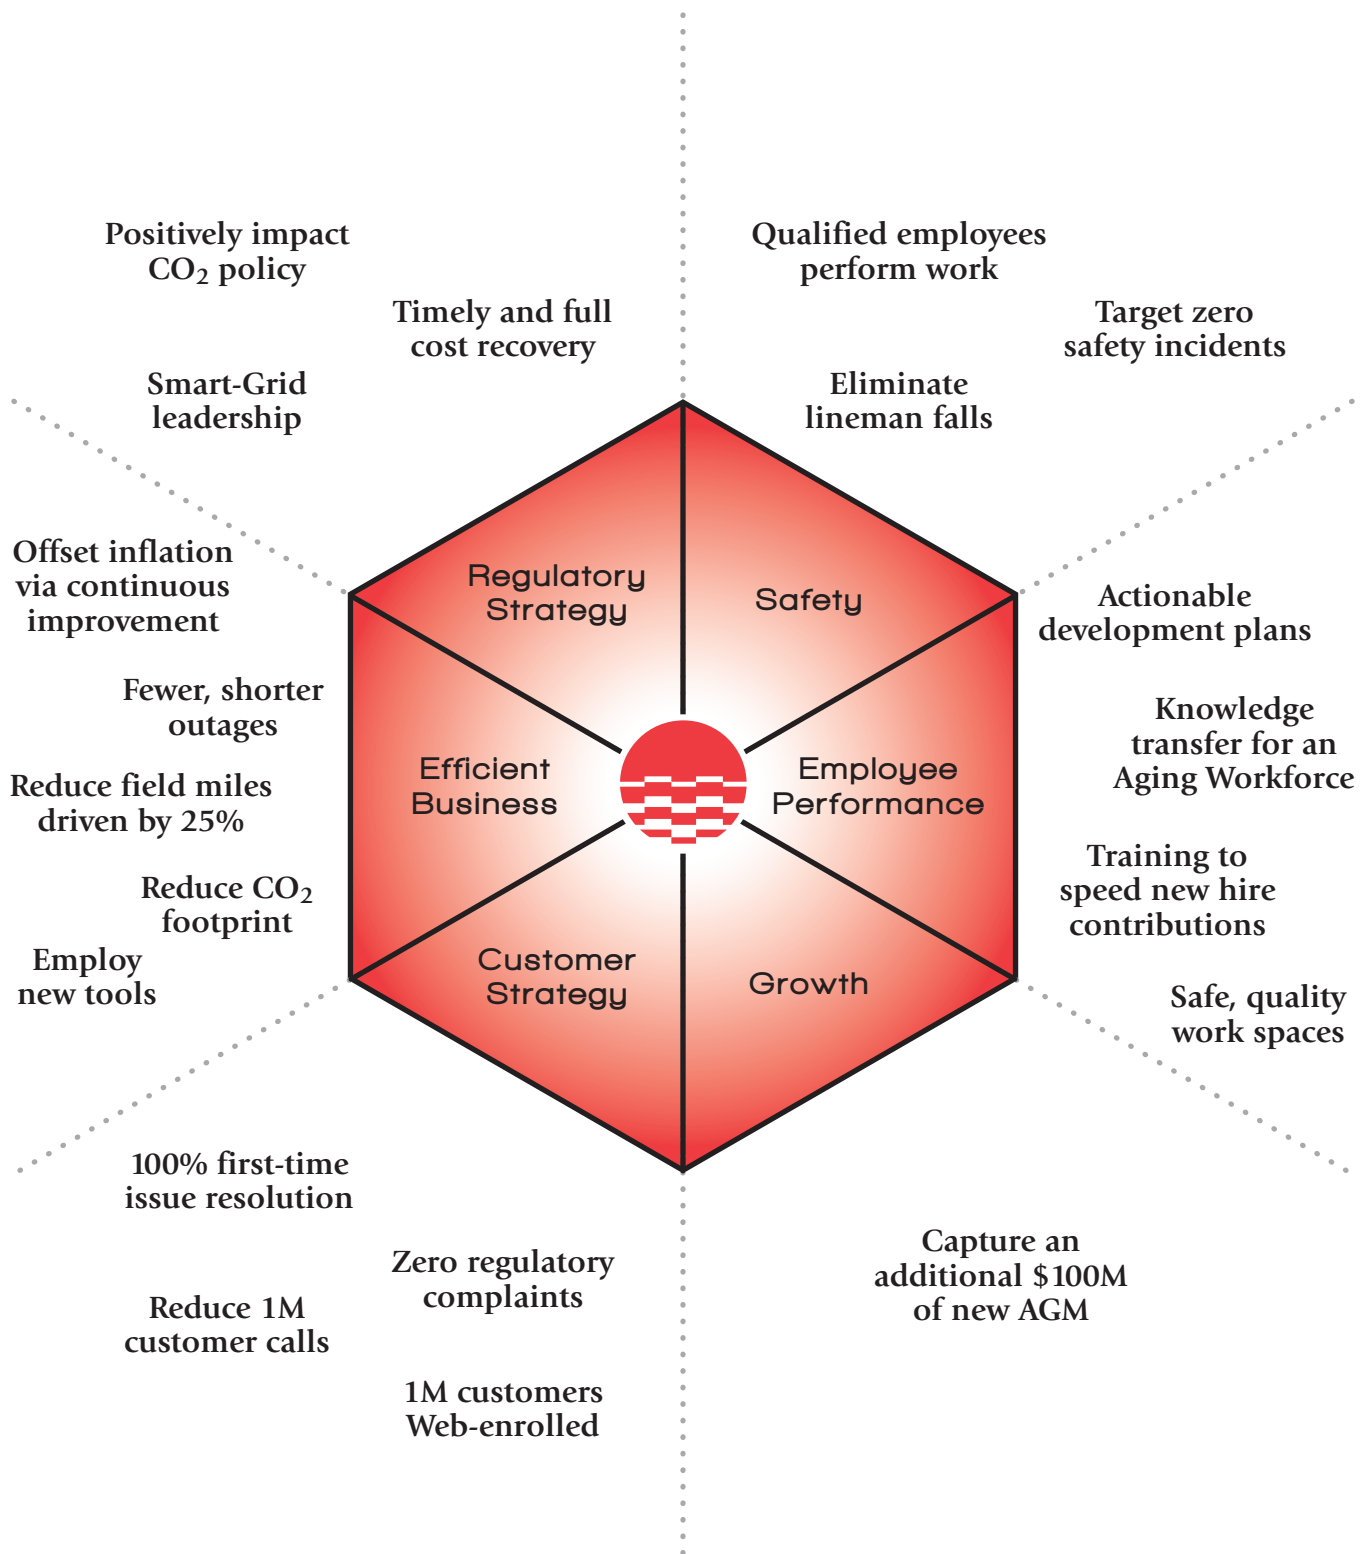 Positively impact
CO₂ policy
Timely and full
cost recovery
Smart-Grid
leadership
Qualified employees
perform work
Target zero
safety incidents
Eliminate
lineman falls
Offset inflation
via continuous
improvement
Fewer, shorter
outages
Reduce field miles
driven by 25%
Reduce CO₂
footprint
Employ
new tools
Regulatory
Strategy
Safety
Efficient
Business
Employee
Performance
Customer
Strategy
Growth
Actionable
development plans
Knowledge
transfer for an
Aging Workforce
Training to
speed new hire
contributions
Safe, quality
work spaces
100% first-time
issue resolution
Zero regulatory
complaints
Reduce 1M
customer calls
1M customers
Web-enrolled
Capture an
additional $100M
of new AGM